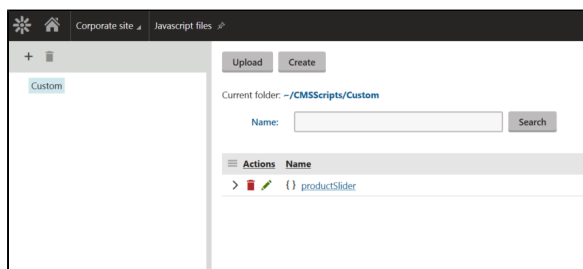 Corporate site Javascript files
Custom
Upload Create
Current folder: ~/CMSScripts/Custom
Name: Search
Actions Name
{ } productSlider